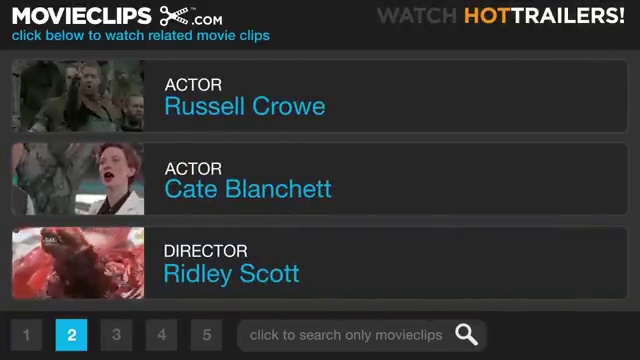 MOVIECLIPS .COM
WATCH HOTTRAILERS!
click below to watch related movie clips
ACTOR
Russell Crowe
ACTOR
Cate Blanchett
DIRECTOR
Ridley Scott
1 2 3 4 5 click to search only movieclips